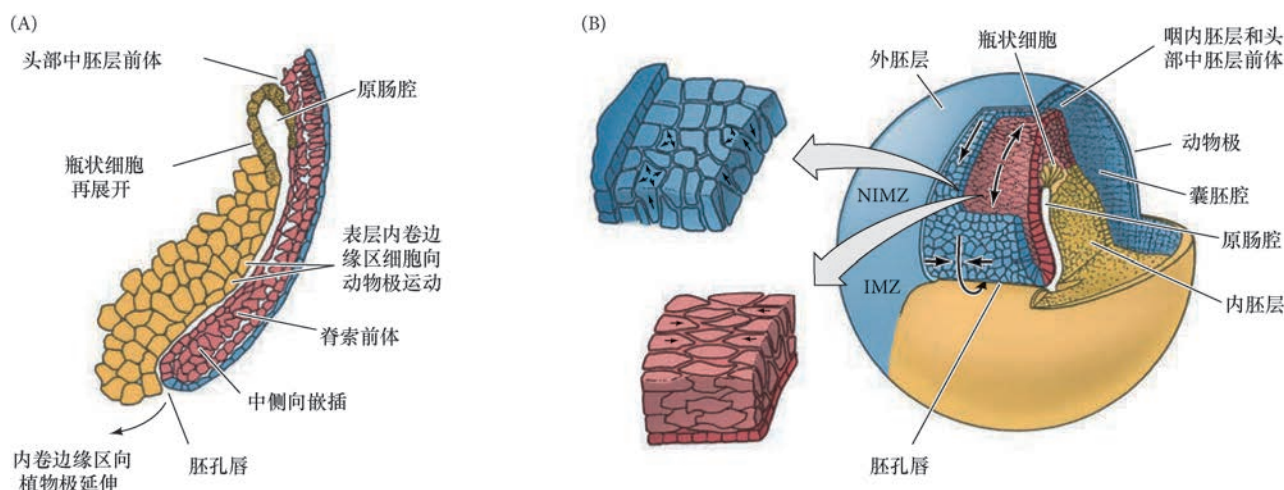 (A)
头部中胚层前体
原肠腔
瓶状细胞
再展开
表层内卷边
缘区细胞向
动物极运动
脊索前体
中侧向嵌插
胚孔唇
内卷边缘区向
植物极延伸
(B)
外胚层
瓶状细胞
咽内胚层和头
部中胚层前体
动物极
囊胚腔
原肠腔
内胚层
NIMZ
IMZ
胚孔唇